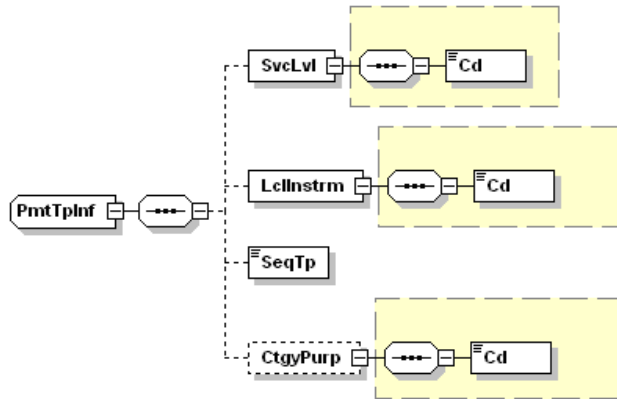 SvcLvl
Cd
LclInstrm
Cd
PmtTpInf
SeqTp
CtgyPurp
Cd